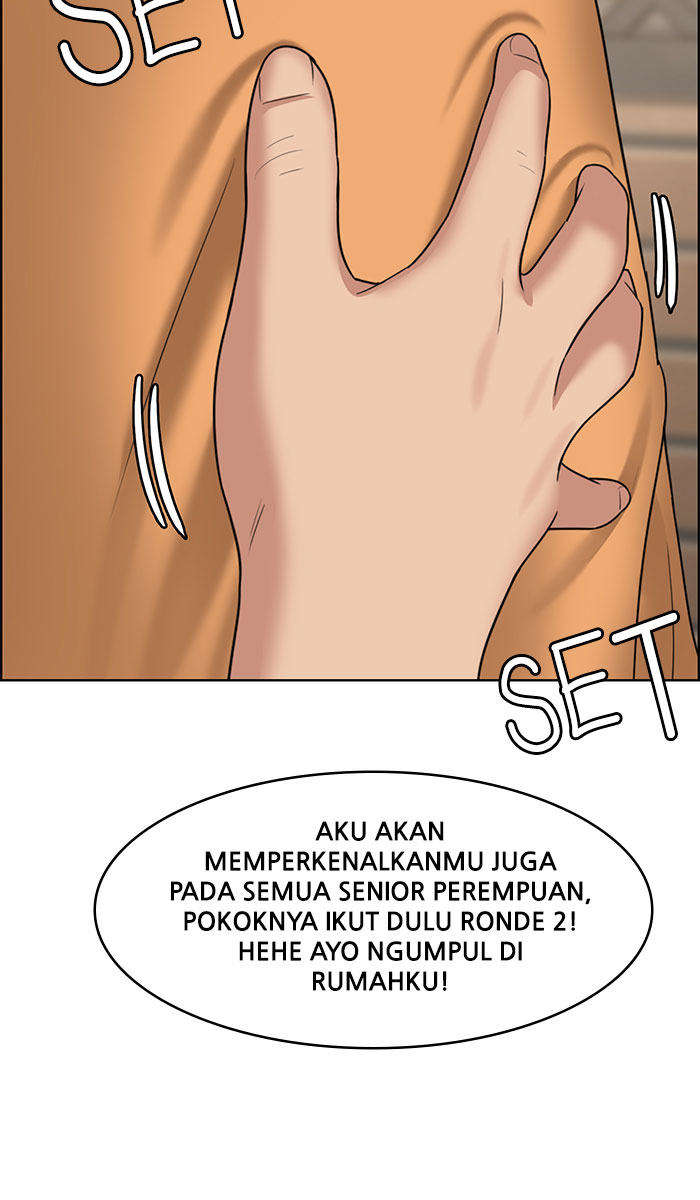 SET
SET
AKU AKAN
MEMPERKENALKANMU JUGA
PADA SEMUA SENIOR PEREMPUAN,
POKOKNYA IKUT DULU RONDE 2!
HEHE AYO NGUMPUL DI
RUMAHKU!